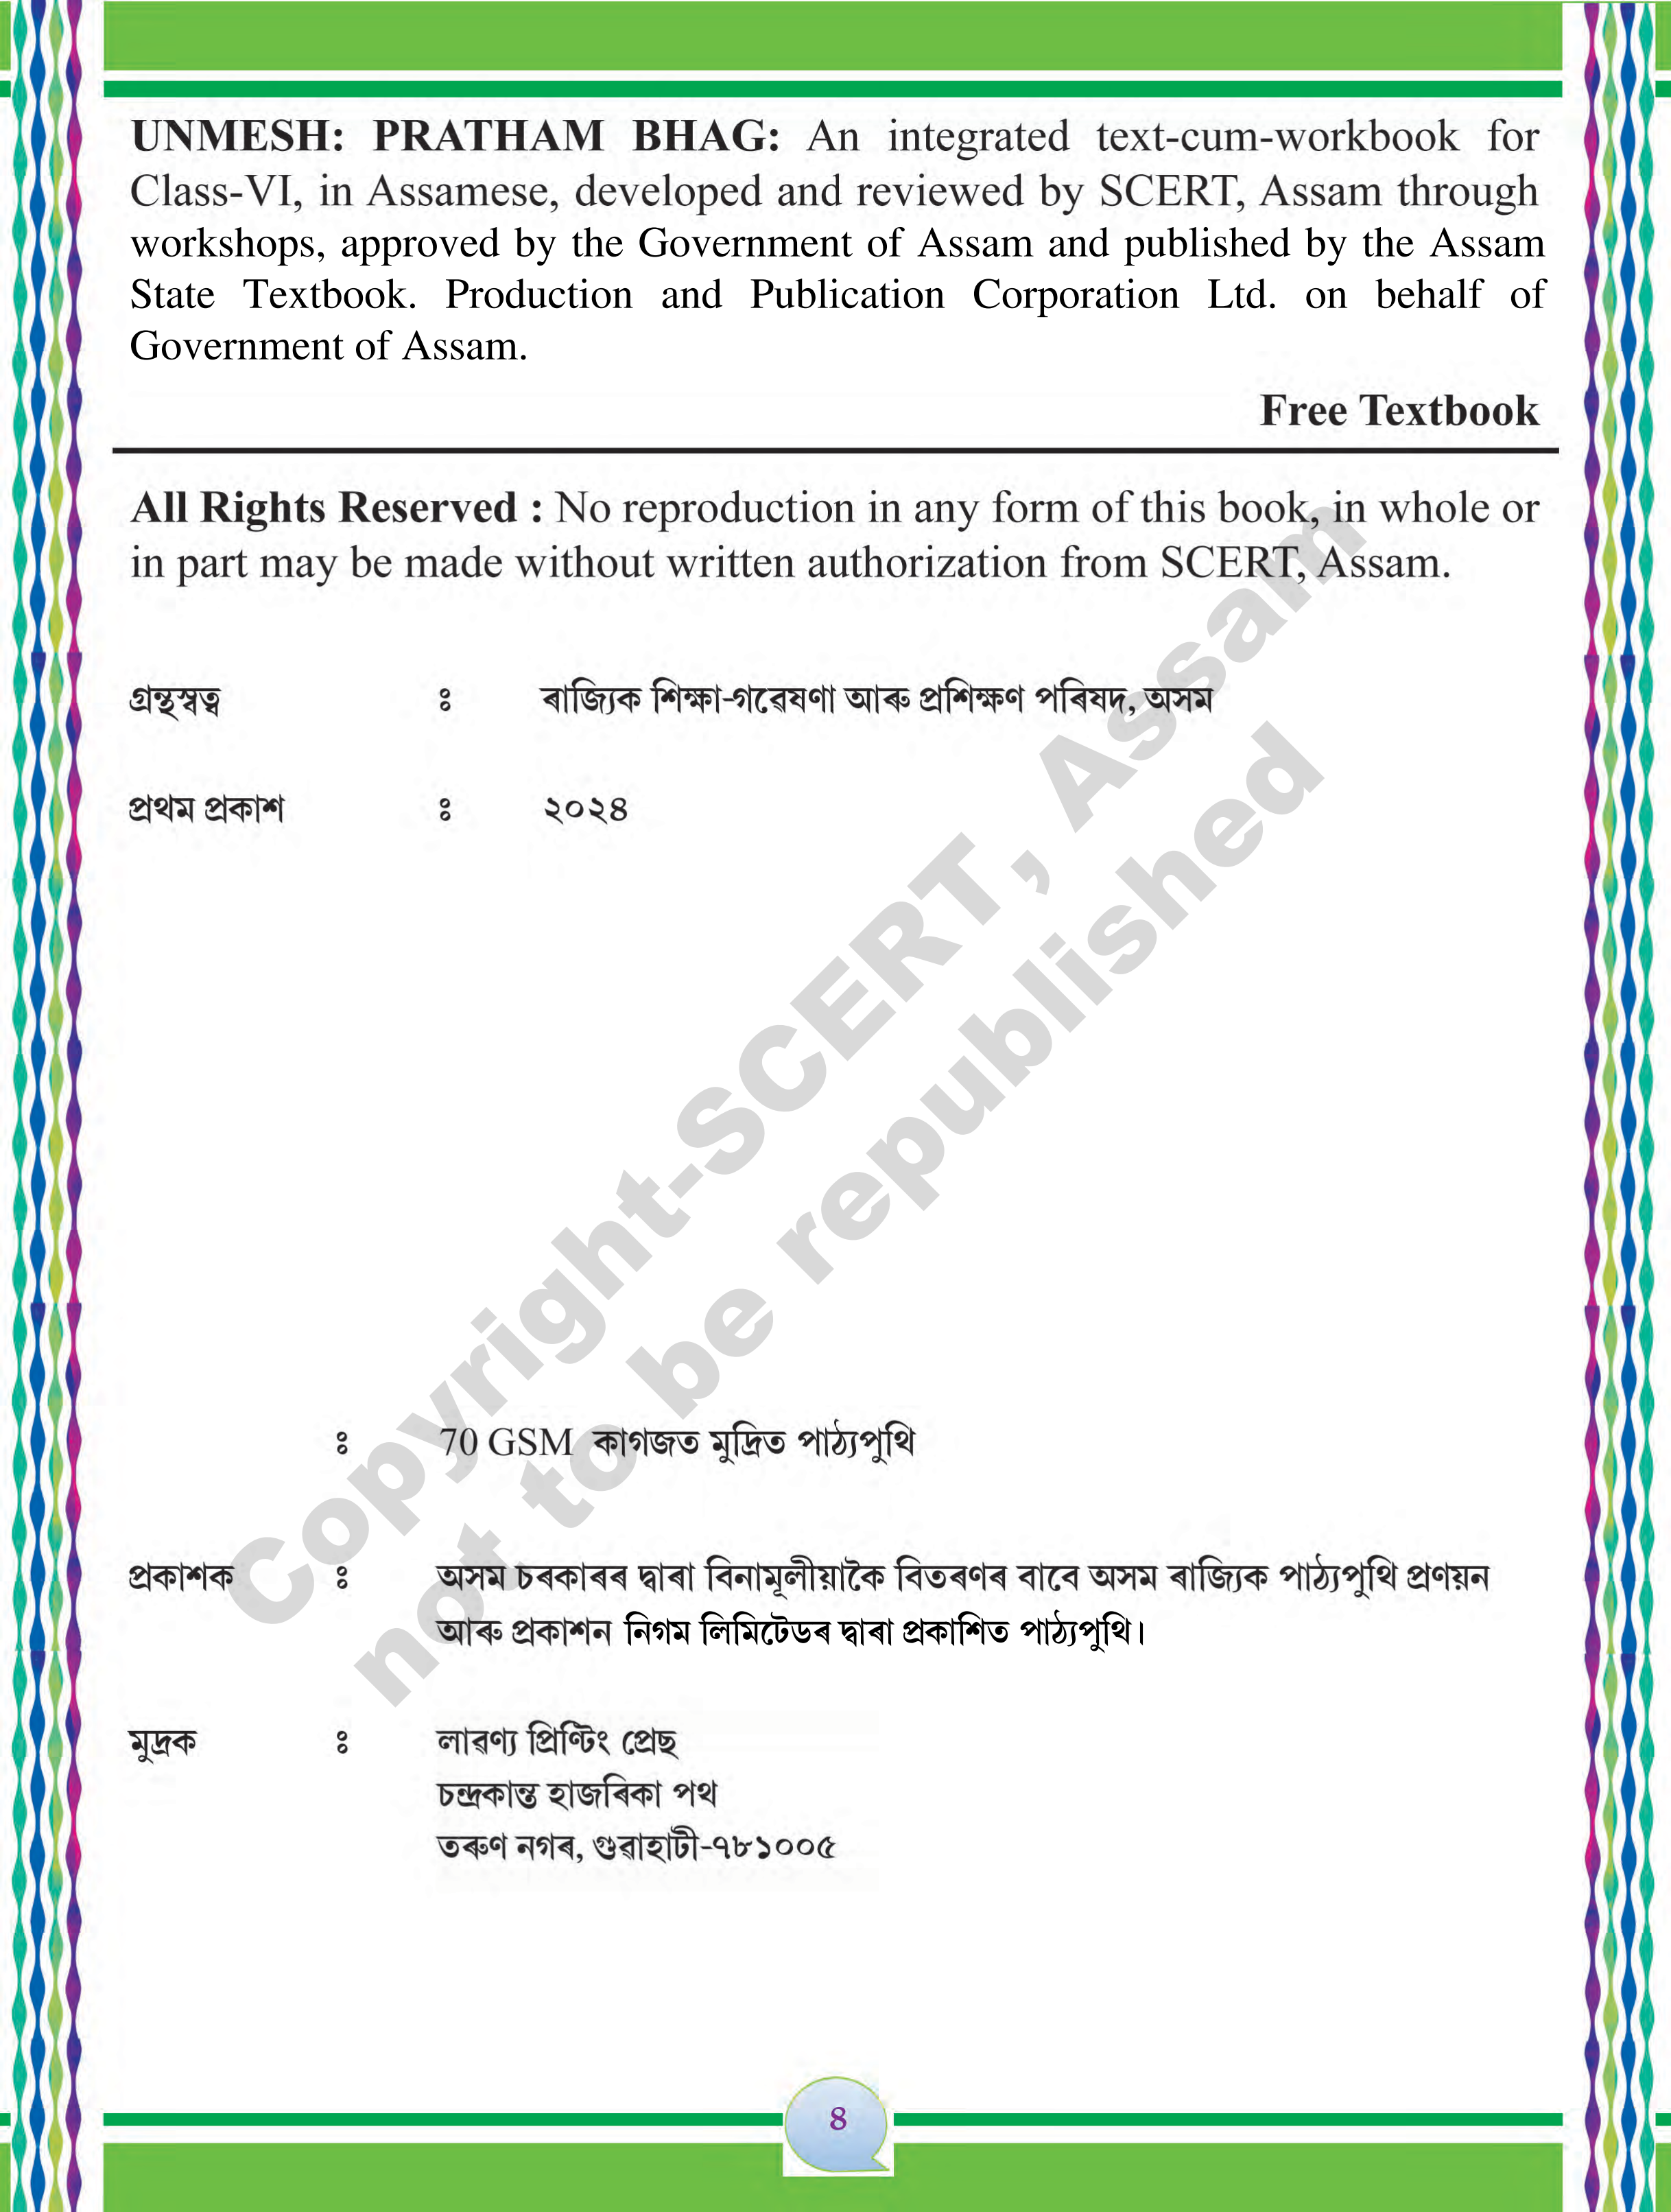 UNMESH: PRATHAM BHAG: An integrated text-cum-workbook for
Class-VI, in Assamese, developed and reviewed by SCERT, Assam through
workshops, approved by the Government of Assam and published by the Assam
State Textbook. Production and Publication Corporation Ltd. on behalf of
Government of Assam.
Free Textbook
All Rights Reserved : No reproduction in any form of this book, in whole or
in part may be made without written authorization from SCERT, Assam.
গ্ৰন্থস্বত্ব ঃ ৰাজ্যিক শিক্ষা-গৱেষণা আৰু প্ৰশিক্ষণ পৰিষদ, অসম
প্ৰথম প্ৰকাশ ঃ ২০২৪
Copyright-SCERT, Assam
not to be republished
ঃ 70 GSM কাগজত মুদ্ৰিত পাঠ্যপুথি
প্ৰকাশক ঃ অসম চৰকাৰৰ দ্বাৰা বিনামূলীয়াকৈ বিতৰণৰ বাবে অসম ৰাজ্যিক পাঠ্যপুথি প্ৰণয়ন
আৰু প্ৰকাশন নিগম লিমিটেডৰ দ্বাৰা প্ৰকাশিত পাঠ্যপুথি।
মুদ্ৰক ঃ লাৱণ্য প্ৰিণ্টিং প্ৰেছ
চন্দ্ৰকান্ত হাজৰিকা পথ
তৰুণ নগৰ, গুৱাহাটী-৭৮১০০৫
৪